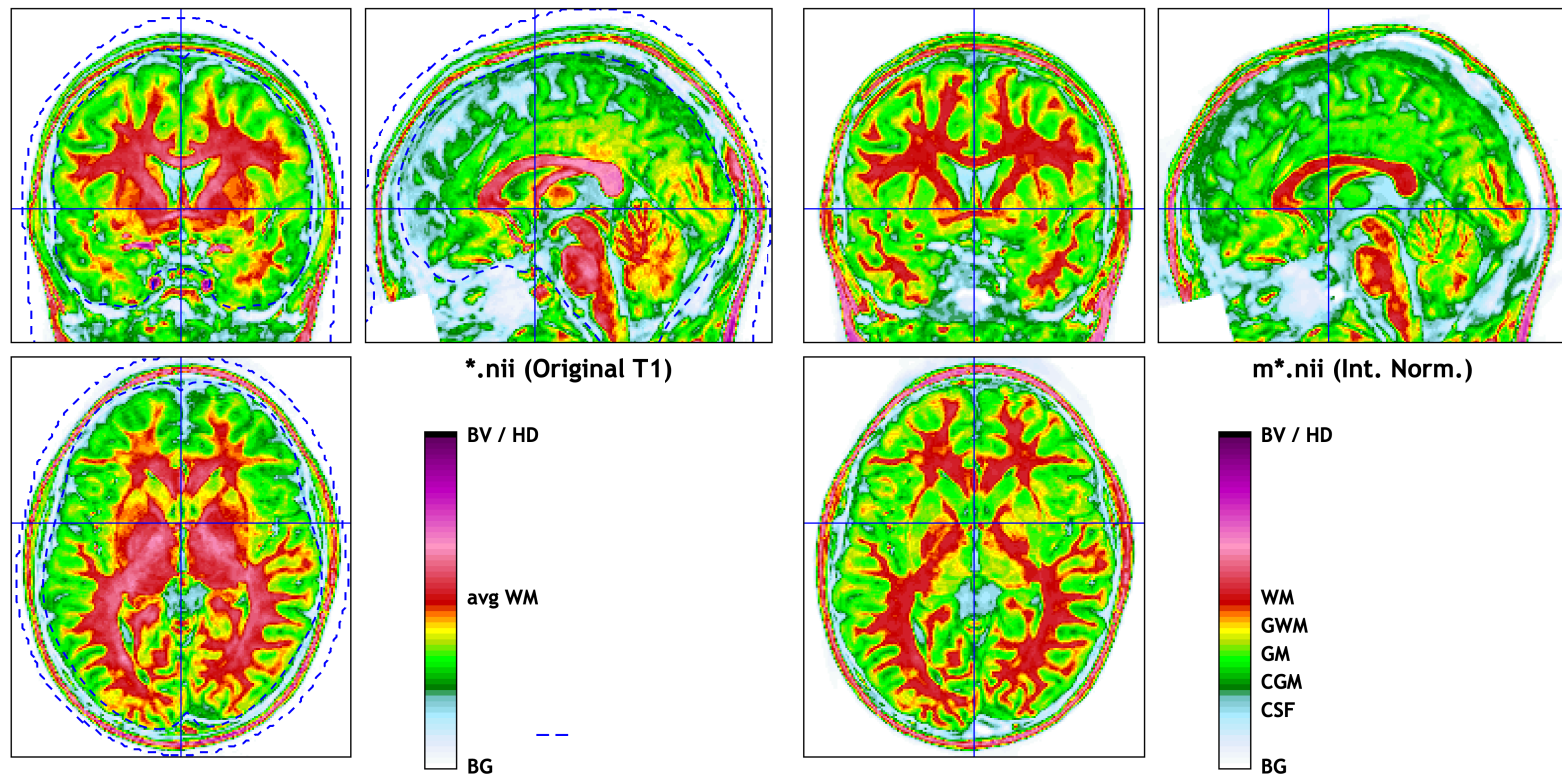 *.nii (Original T1)
BV / HD
avg WM
BG
m*.nii (Int. Norm.)
BV / HD
WM
GWM
GM
CGM
CSF
BG